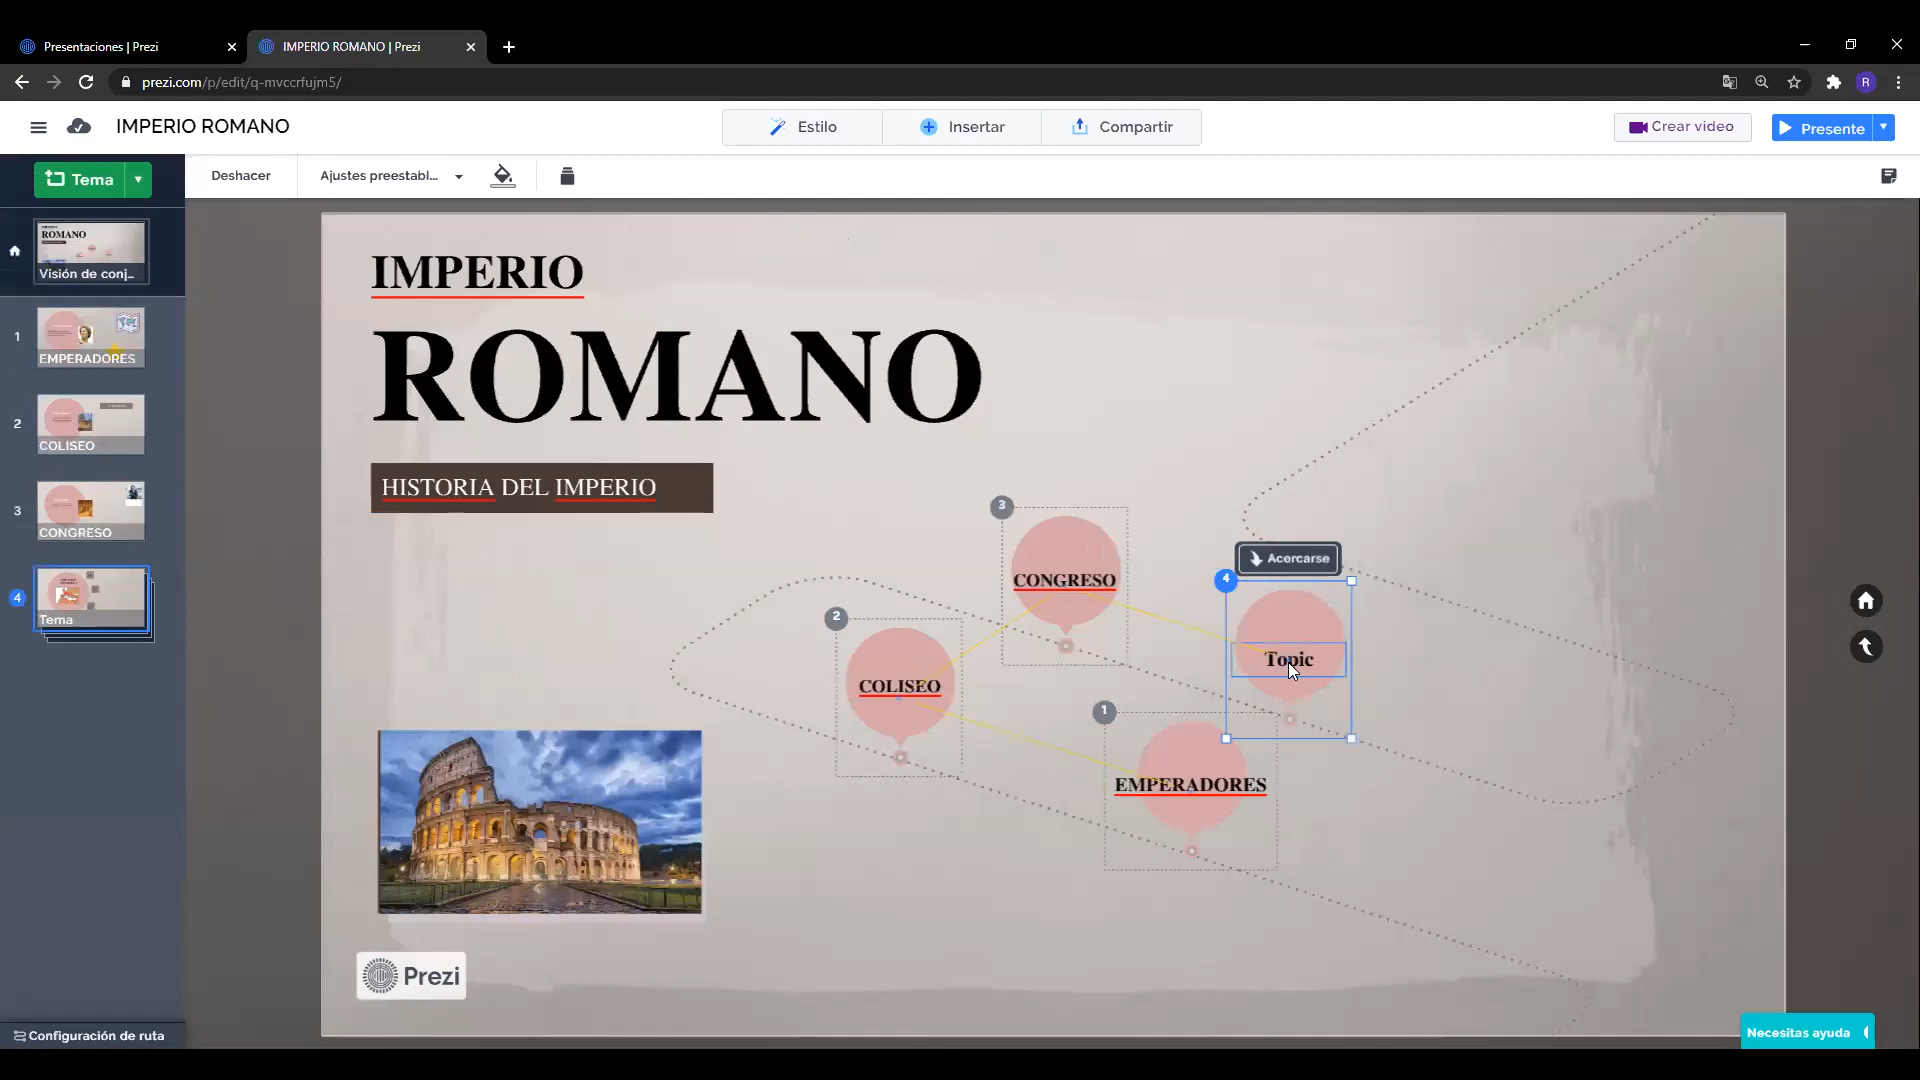 Presentaciones | Prezi
IMPERIO ROMANO | Prezi
prezi.com/p/edit/q-mvccrfujm5/
R
IMPERIO ROMANO
Estilo
Insertar
Compartir
Crear video
Presente
Tema
Deshacer
Ajustes preestabl...
ROMANO
Visión de conj...
1
EMPERADORES
2
COLISEO
3
CONGRESO
4
Tema
IMPERIO
ROMANO
HISTORIA DEL IMPERIO
3
CONGRESO
Acercarse
4
Topic
2
COLISEO
1
EMPERADORES
Prezi
Configuración de ruta
Necesitas ayuda